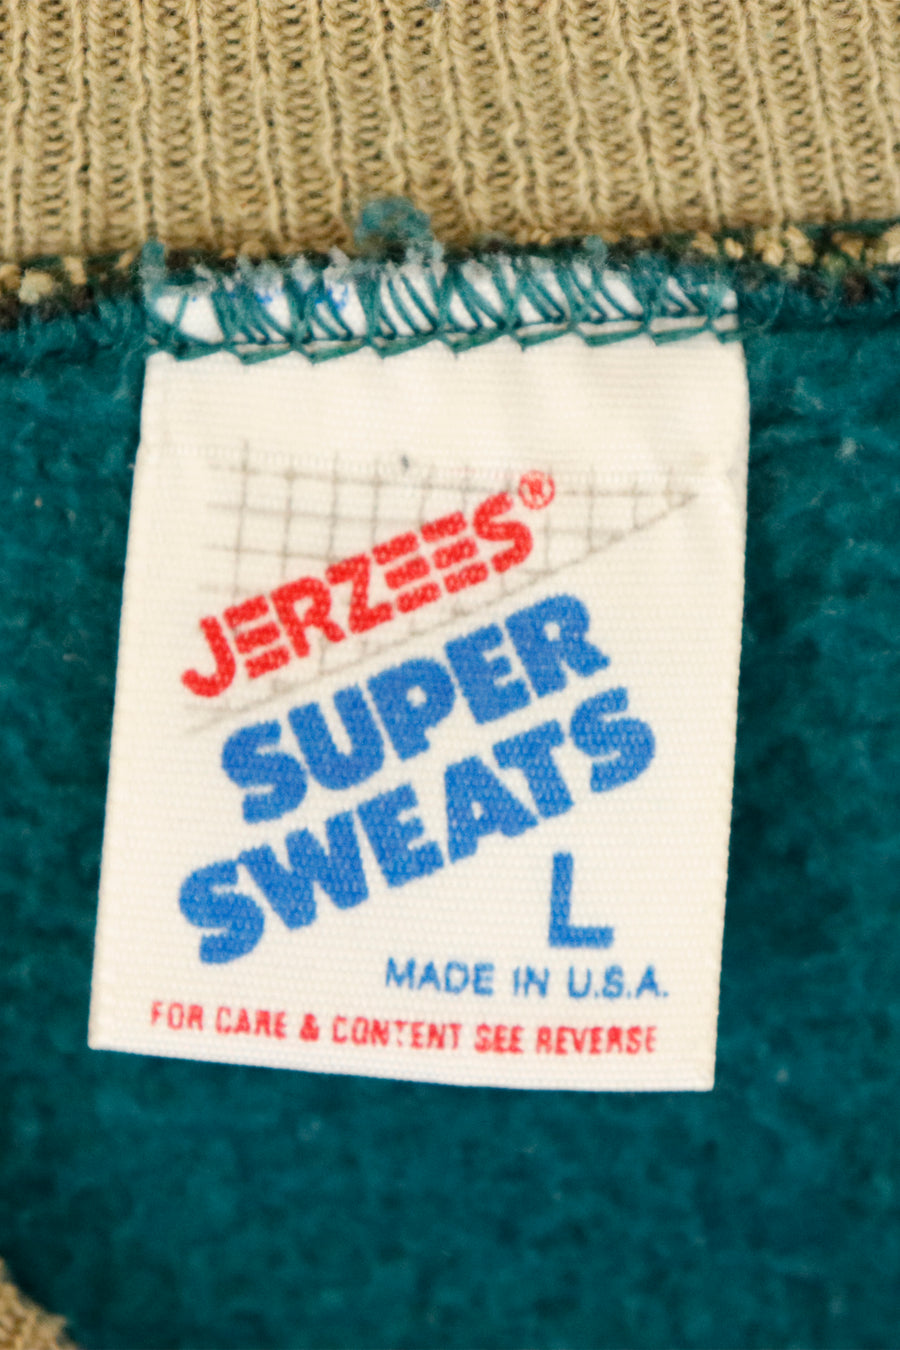 JERZEES®
SUPER
SWEATS
L
MADE IN U.S.A.
FOR CARE & CONTENT SEE REVERSE